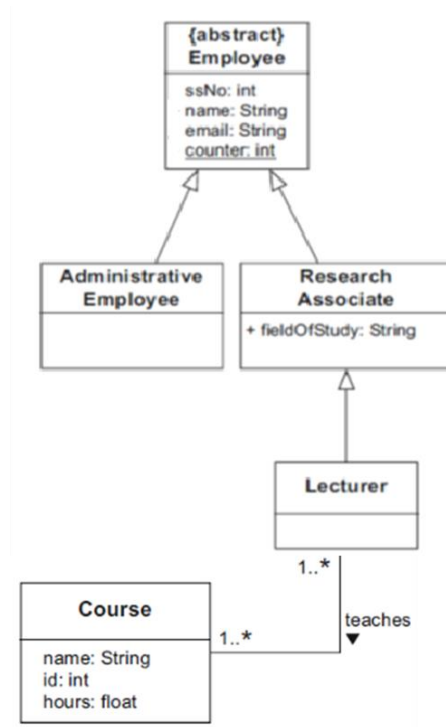 {abstract}
Employee
ssNo: int
name: String
email: String
counter: int
Administrative
Employee
Research
Associate
+ fieldOfStudy: String
Lecturer
1..*
teaches
1..*
Course
name: String
id: int
hours: float